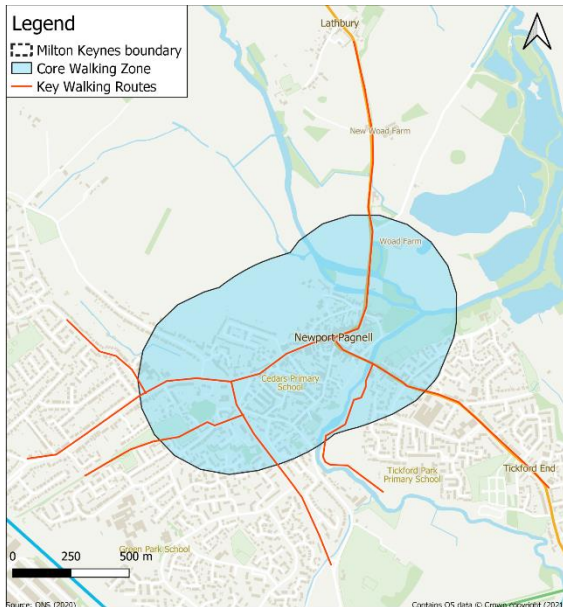 Legend
Milton Keynes boundary
Core Walking Zone
Key Walking Routes
Lathbury
New Woad Farm
Woad Farm
Newport Pagnell
Cedars Primary
School
Tickford Park
Primary School
Tickford End
Green Park School
0 250 500 m
Source: ONS (2020)
Contains OS data © Crown copyright (2020